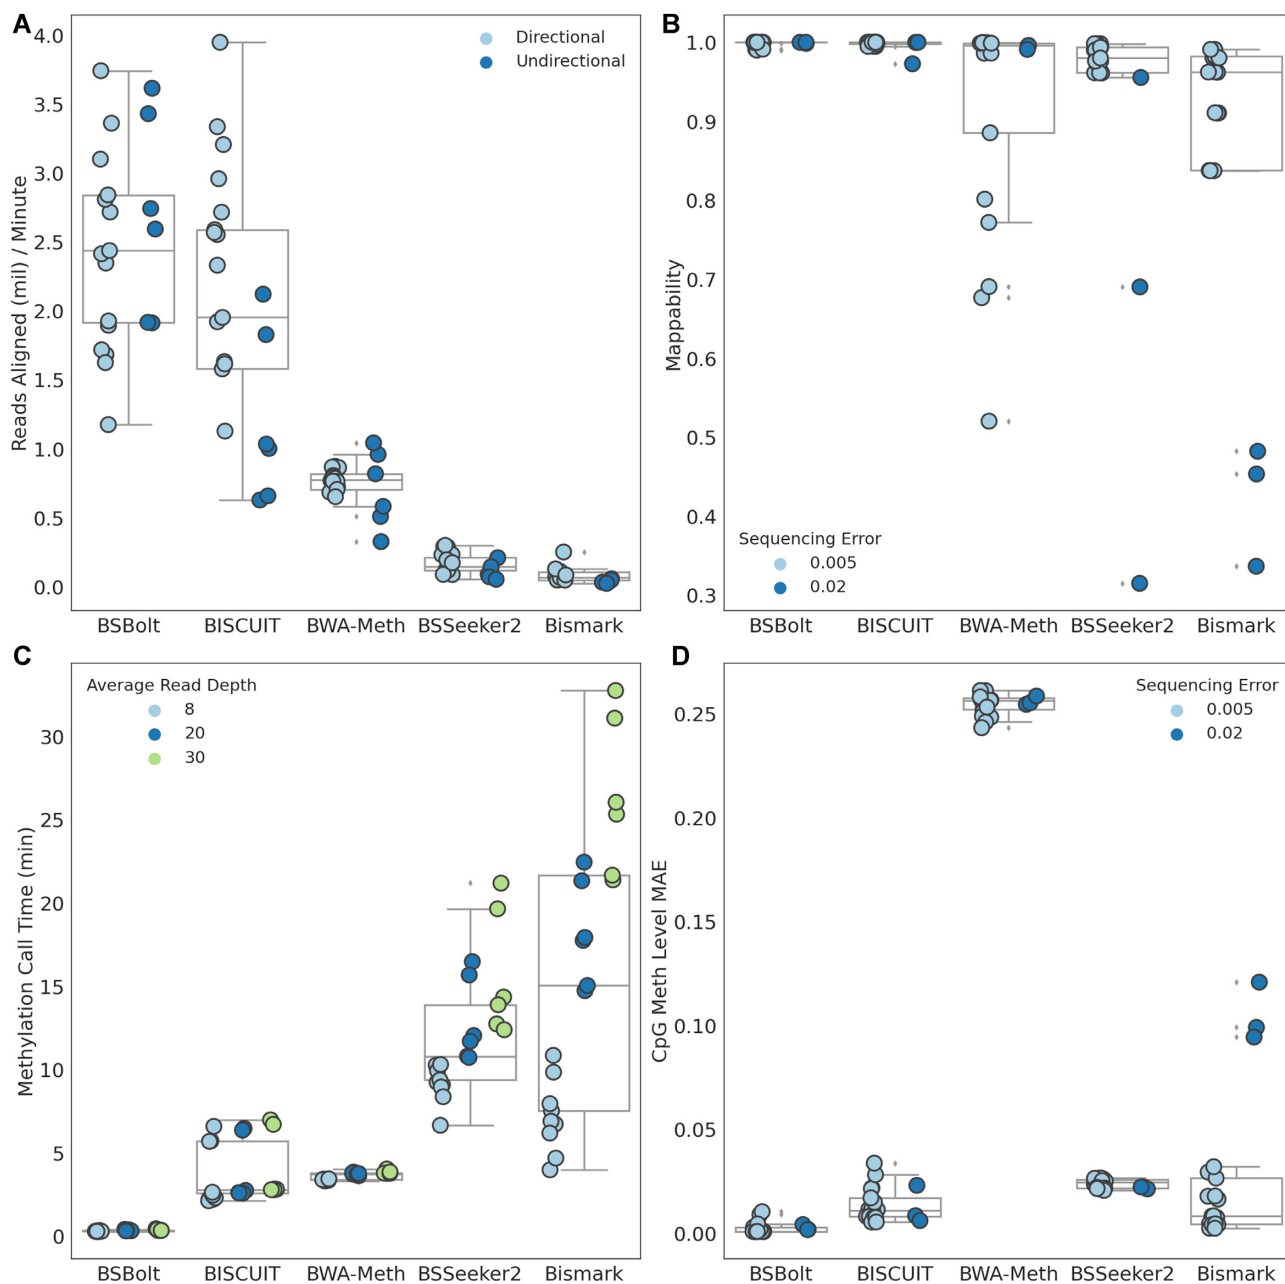 A
Reads Aligned (mil) / Minute
4.0
3.5
3.0
2.5
2.0
1.5
1.0
0.5
0.0
Directional
Undirectional
BSBolt BISCUIT BWA-Meth BSSeeker2 Bismark
B
Mappability
1.0
0.9
0.8
0.7
0.6
0.5
0.4
0.3
Sequencing Error
0.005
0.02
BSBolt BISCUIT BWA-Meth BSSeeker2 Bismark
C
Methylation Call Time (min)
30
25
20
15
10
5
0
Average Read Depth
8
20
30
BSBolt BISCUIT BWA-Meth BSSeeker2 Bismark
D
CpG Meth Level MAE
0.25
0.20
0.15
0.10
0.05
0.00
Sequencing Error
0.005
0.02
BSBolt BISCUIT BWA-Meth BSSeeker2 Bismark